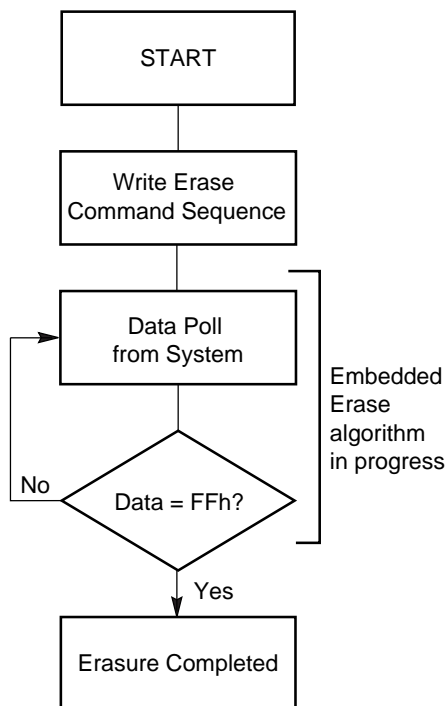 START
Write Erase
Command Sequence
Data Poll
from System
Embedded
Erase
algorithm
in progress
No
Data = FFh?
Yes
Erasure Completed